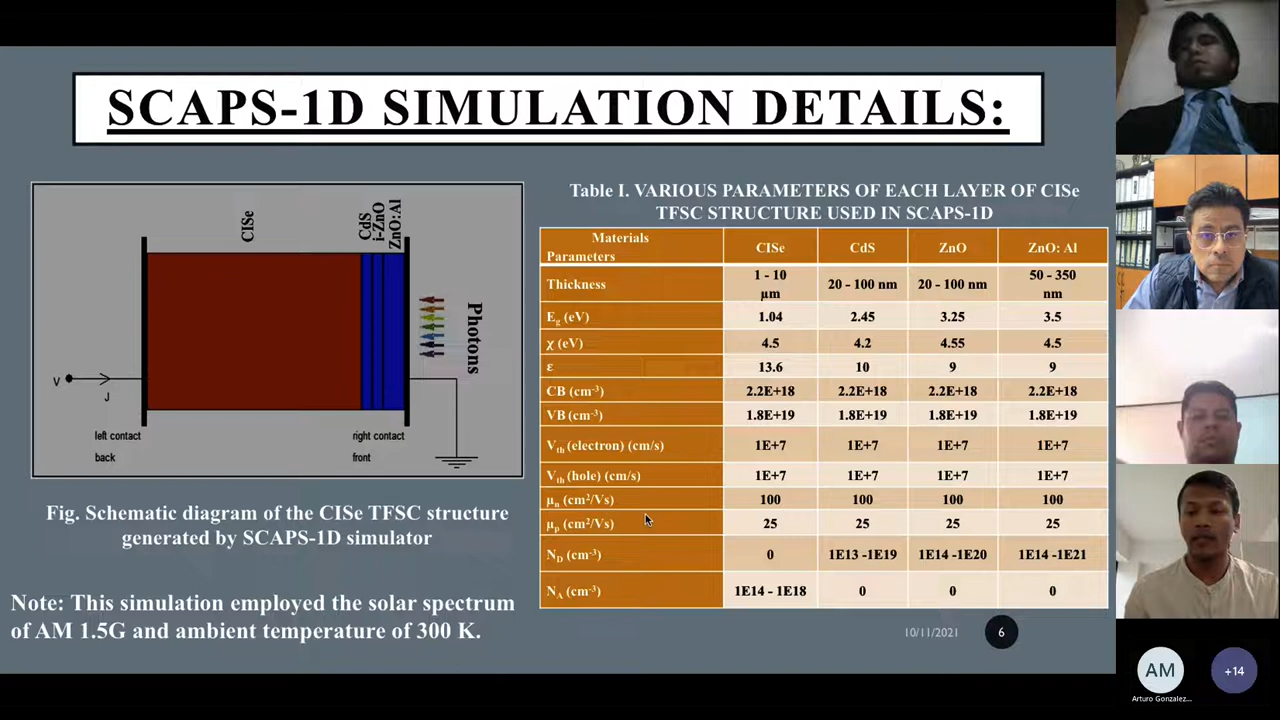 SCAPS-1D SIMULATION DETAILS:
CISe
CdS
i-ZnO
ZnO:Al
Photons
V
J
left contact
back
right contact
front
Fig. Schematic diagram of the CISe TFSC structure
generated by SCAPS-1D simulator
Note: This simulation employed the solar spectrum
of AM 1.5G and ambient temperature of 300 K.
Table I. VARIOUS PARAMETERS OF EACH LAYER OF CISe
TFSC STRUCTURE USED IN SCAPS-1D
Materials
Parameters CISe CdS ZnO ZnO: Al
Thickness 1 - 10 µm 20 - 100 nm 20 - 100 nm 50 - 350 nm
Eg (eV) 1.04 2.45 3.25 3.5
χ (eV) 4.5 4.2 4.55 4.5
ε 13.6 10 9 9
CB (cm-3) 2.2E+18 2.2E+18 2.2E+18 2.2E+18
VB (cm-3) 1.8E+19 1.8E+19 1.8E+19 1.8E+19
Vth (electron) (cm/s) 1E+7 1E+7 1E+7 1E+7
Vth (hole) (cm/s) 1E+7 1E+7 1E+7 1E+7
µn (cm2/Vs) 100 100 100 100
µp (cm2/Vs) 25 25 25 25
ND (cm-3) 0 1E13 -1E19 1E14 -1E20 1E14 -1E21
NA (cm-3) 1E14 - 1E18 0 0 0
10/11/2021 6
AM
Arturo Gonzalez...
+14